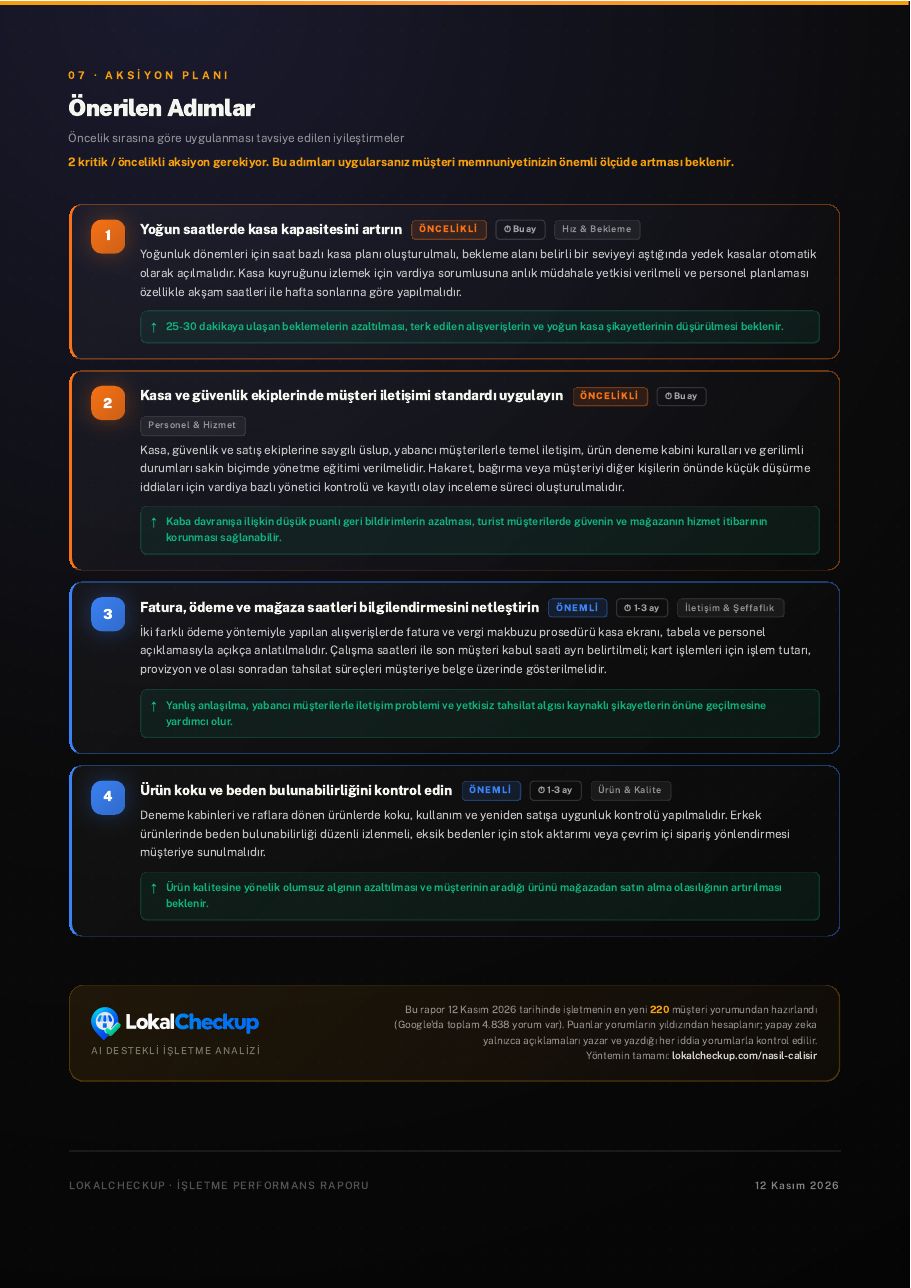 07 · AKSİYON PLANI
Önerilen Adımlar
Öncelik sırasına göre uygulanması tavsiye edilen iyileştirmeler
2 kritik / öncelikli aksiyon gerekiyor. Bu adımları uygularsanız müşteri memnuniyetinizin önemli ölçüde artması beklenir.
1 Yoğun saatlerde kasa kapasitesini artırın ÖNCELİKLİ ⏱ Bu ay Hız & Bekleme
Yoğunluk dönemleri için saat bazlı kasa planı oluşturulmalı, bekleme alanı belirli bir seviyeyi aştığında yedek kasalar otomatik
olarak açılmalıdır. Kasa kuyruğunu izlemek için vardiya sorumlusuna anlık müdahale yetkisi verilmeli ve personel planlaması
özellikle akşam saatleri ile hafta sonlarına göre yapılmalıdır.
↑ 25-30 dakikaya ulaşan beklemelerin azaltılması, terk edilen alışverişlerin ve yoğun kasa şikayetlerinin düşürülmesi beklenir.
2 Kasa ve güvenlik ekiplerinde müşteri iletişimi standardı uygulayın ÖNCELİKLİ ⏱ Bu ay
Personel & Hizmet
Kasa, güvenlik ve satış ekiplerine saygılı üslup, yabancı müşterilerle temel iletişim, ürün deneme kabini kuralları ve gerilimli
durumları sakin biçimde yönetme eğitimi verilmelidir. Hakaret, bağırma veya müşteriyi diğer kişilerin önünde küçük düşürme
iddiaları için vardiya bazlı yönetici kontrolü ve kayıtlı olay inceleme süreci oluşturulmalıdır.
↑ Kaba davranışa ilişkin düşük puanlı geri bildirimlerin azalması, turist müşterilerde güvenin ve mağazanın hizmet itibarının
korunması sağlanabilir.
3 Fatura, ödeme ve mağaza saatleri bilgilendirmesini netleştirin ÖNEMLİ ⏱ 1-3 ay İletişim & Şeffaflık
İki farklı ödeme yöntemiyle yapılan alışverişlerde fatura ve vergi makbuzu prosedürü kasa ekranı, tabela ve personel
açıklamasıyla açıkça anlatılmalıdır. Çalışma saatleri ile son müşteri kabul saati ayrı belirtilmeli; kart işlemleri için işlem tutarı,
provizyon ve olası sonradan tahsilat süreçleri müşteriye belge üzerinde gösterilmelidir.
↑ Yanlış anlaşılma, yabancı müşterilerle iletişim problemi ve yetkisiz tahsilat algısı kaynaklı şikayetlerin önüne geçilmesine
yardımcı olur.
4 Ürün koku ve beden bulunabilirliğini kontrol edin ÖNEMLİ ⏱ 1-3 ay Ürün & Kalite
Deneme kabinleri ve raflara dönen ürünlerde koku, kullanım ve yeniden satışa uygunluk kontrolü yapılmalıdır. Erkek
ürünlerinde beden bulunabilirliği düzenli izlenmeli, eksik bedenler için stok aktarımı veya çevrim içi sipariş yönlendirmesi
müşteriye sunulmalıdır.
↑ Ürün kalitesine yönelik olumsuz algının azaltılması ve müşterinin aradığı ürünü mağazadan satın alma olasılığının artırılması
beklenir.
LokalCheckup
AI DESTEKLİ İŞLETME ANALİZİ
Bu rapor 12 Kasım 2026 tarihinde işletmenin en yeni 220 müşteri yorumundan hazırlandı
(Google'da toplam 4.838 yorum var). Puanlar yorumların yıldızından hesaplanır; yapay zeka
yalnızca açıklamaları yazar ve yazdığı her iddia yorumlarla kontrol edilir.
Yöntemin tamamı: lokalcheckup.com/nasil-calisir
LOKALCHECKUP · İŞLETME PERFORMANS RAPORU
12 Kasım 2026